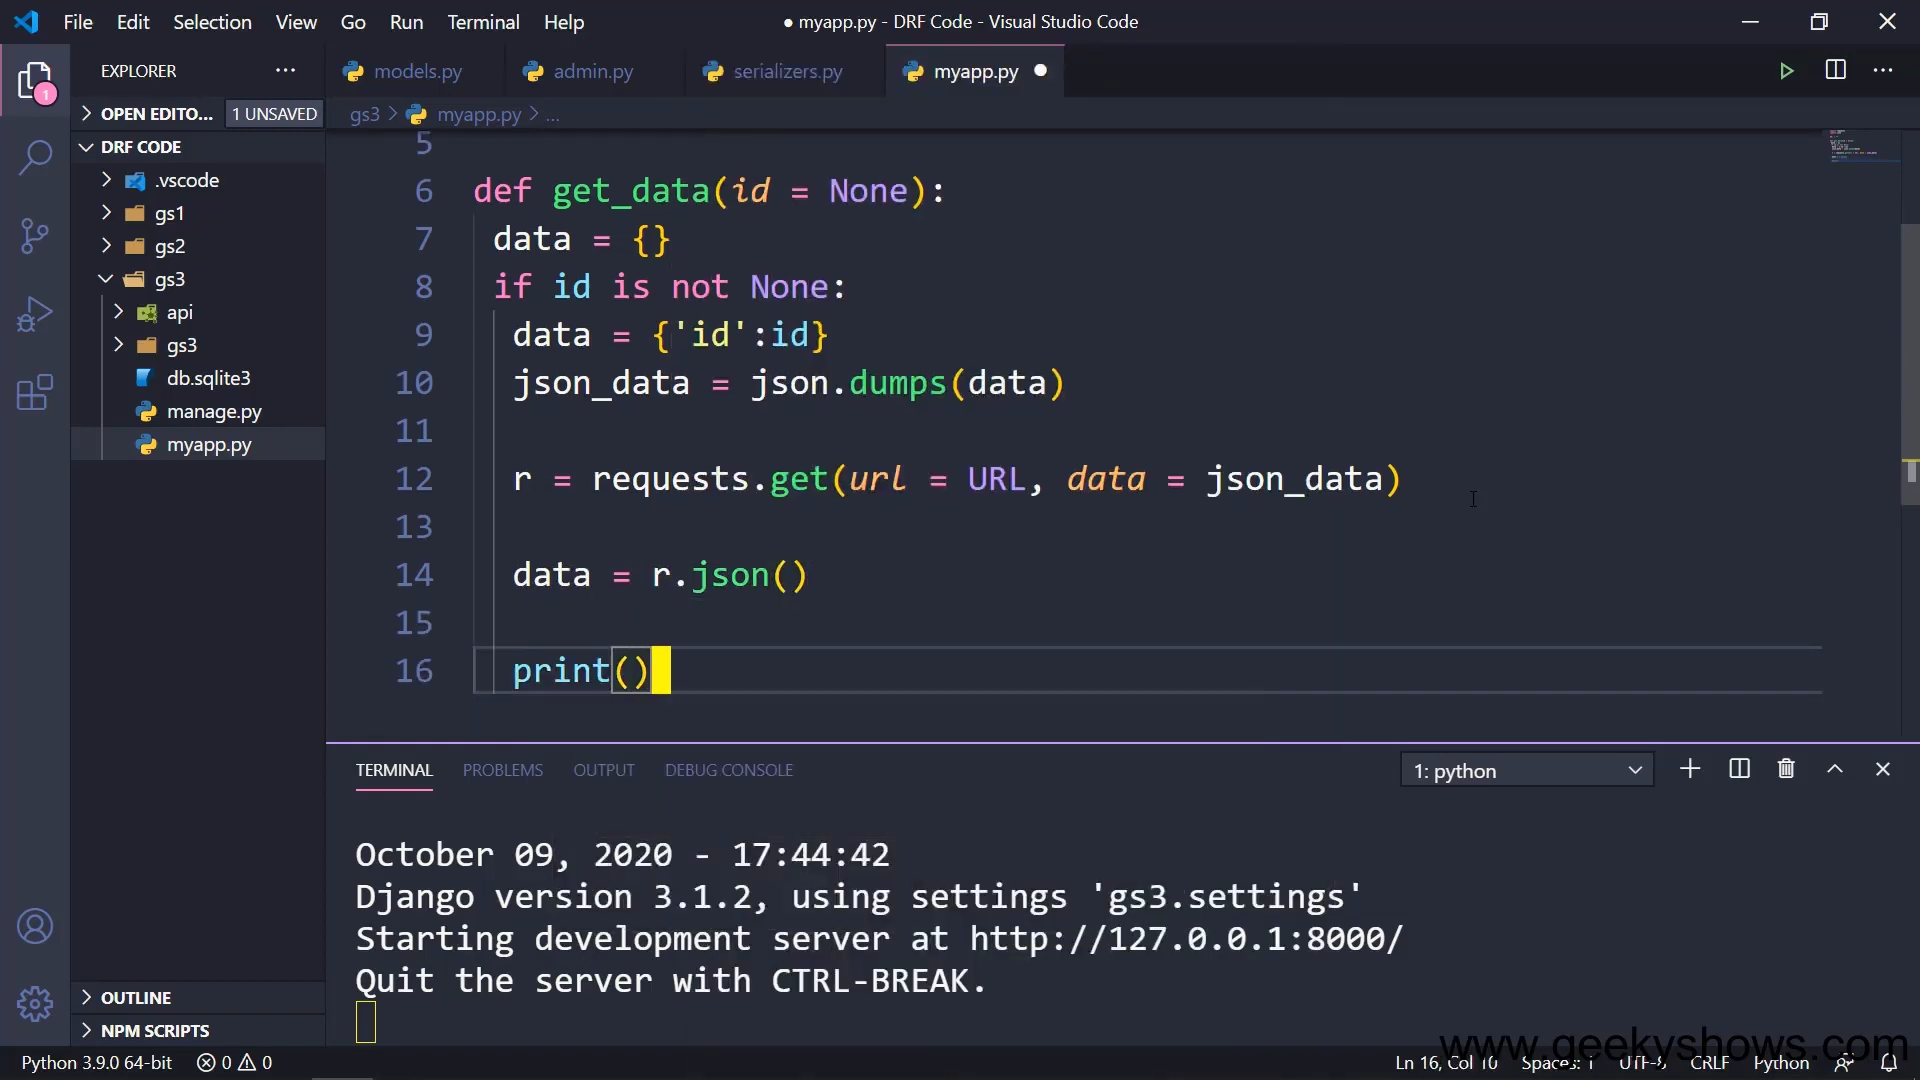 File Edit Selection View Go Run Terminal Help
● myapp.py - DRF Code - Visual Studio Code
EXPLORER
models.py admin.py serializers.py myapp.py
OPEN EDITO... 1 UNSAVED
gs3 > myapp.py > ...
DRF CODE
.vscode
gs1
gs2
gs3
api
gs3
db.sqlite3
manage.py
myapp.py
OUTLINE
NPM SCRIPTS
1
5
6 def get_data(id = None):
7 data = {}
8 if id is not None:
9 data = {'id':id}
10 json_data = json.dumps(data)
11
12 r = requests.get(url = URL, data = json_data)
13
14 data = r.json()
15
16 print()
TERMINAL PROBLEMS OUTPUT DEBUG CONSOLE
1: python
October 09, 2020 - 17:44:42
Django version 3.1.2, using settings 'gs3.settings'
Starting development server at http://127.0.0.1:8000/
Quit the server with CTRL-BREAK.
www.geekyshows.com
Python 3.9.0 64-bit 0 0
Ln 16, Col 10 Spaces: 1 UTF-8 CRLF Python